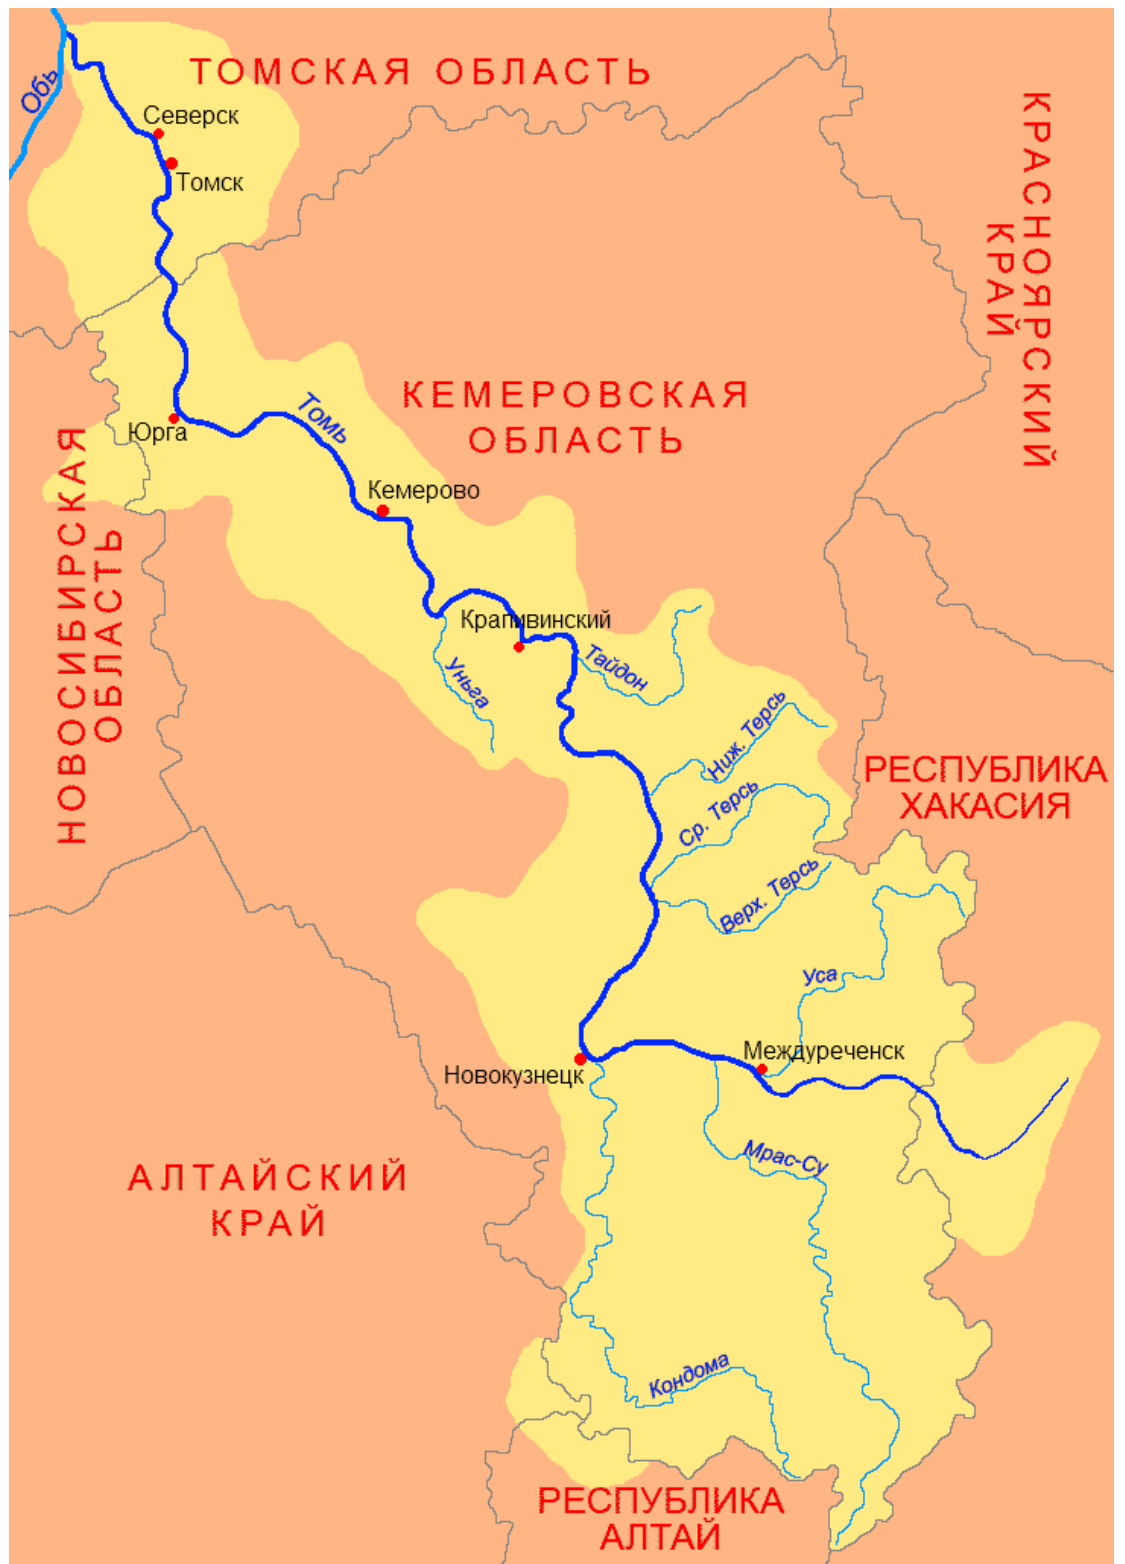 ТОМСКАЯ ОБЛАСТЬ
Обь
Северск
Томск
КРАСНОЯРСКИЙ
КРАЙ
КЕМЕРОВСКАЯ
ОБЛАСТЬ
Томь
Юрга
Кемерово
НОВОСИБИРСКАЯ
ОБЛАСТЬ
Крапивинский
Уньга
Тайдон
Ниж. Терсь
РЕСПУБЛИКА
ХАКАСИЯ
Ср. Терсь
Верх. Терсь
Уса
Междуреченск
Новокузнецк
Мрас-Су
АЛТАЙСКИЙ
КРАЙ
Кондома
РЕСПУБЛИКА
АЛТАЙ